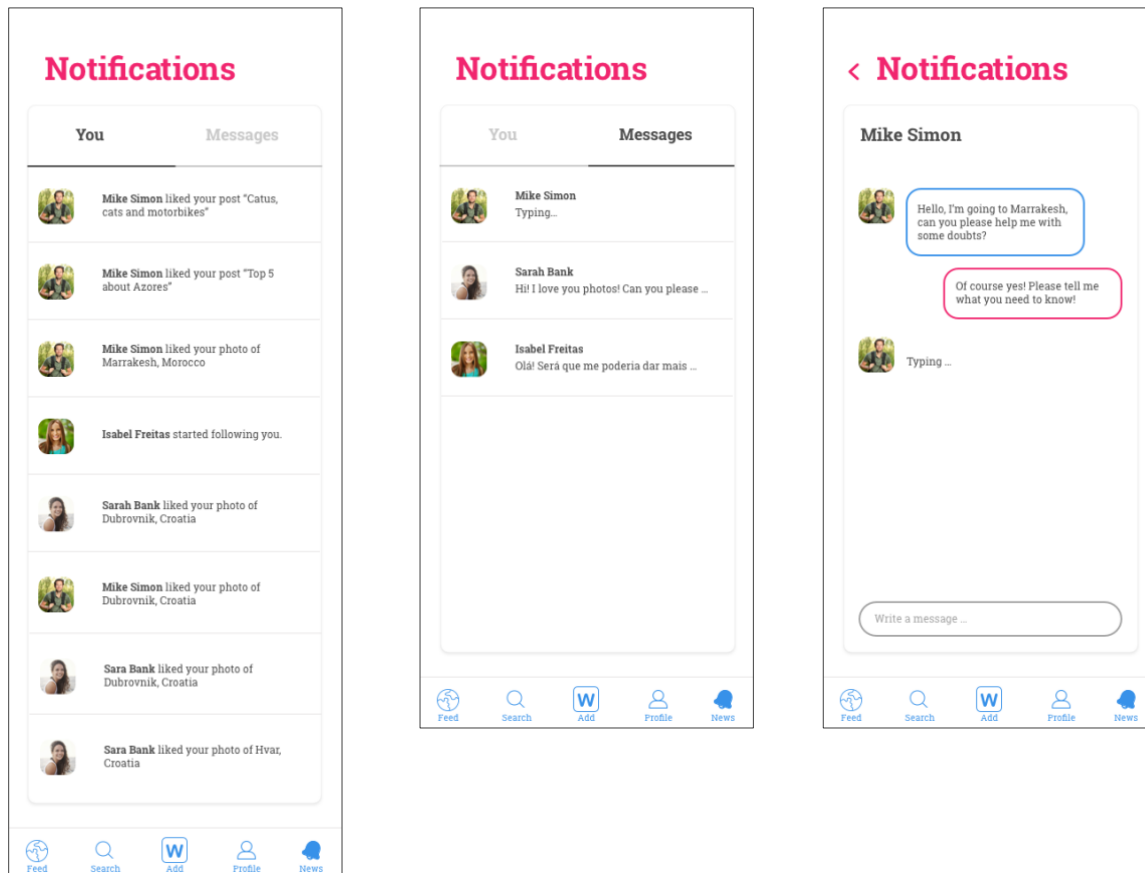 Notifications
You Messages
Mike Simon liked your post “Catus,
cats and motorbikes”
Mike Simon liked your post “Top 5
about Azores”
Mike Simon liked your photo of
Marrakesh, Morocco
Isabel Freitas started following you.
Sarah Bank liked your photo of
Dubrovnik, Croatia
Mike Simon liked your photo of
Dubrovnik, Croatia
Sara Bank liked your photo of
Dubrovnik, Croatia
Sara Bank liked your photo of Hvar,
Croatia
Feed Search W Add Profile News
Notifications
You Messages
Mike Simon
Typing...
Sarah Bank
Hi! I love you photos! Can you please ...
Isabel Freitas
Olá! Será que me poderia dar mais ...
Feed Search W Add Profile News
< Notifications
Mike Simon
Hello, I'm going to Marrakesh,
can you please help me with
some doubts?
Of course yes! Please tell me
what you need to know!
Typing ...
Write a message ...
Feed Search W Add Profile News